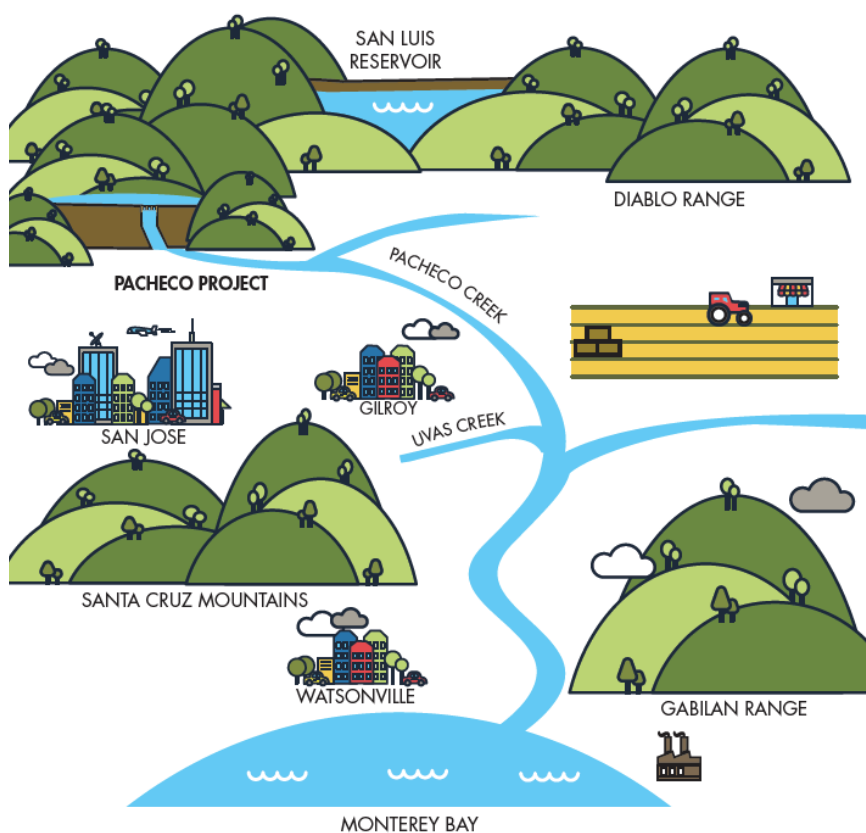 SAN LUIS
RESERVOIR
DIABLO RANGE
PACHECO PROJECT
PACHECO CREEK
SAN JOSE
GILROY
UVAS CREEK
SANTA CRUZ MOUNTAINS
WATSONVILLE
GABILAN RANGE
MONTEREY BAY